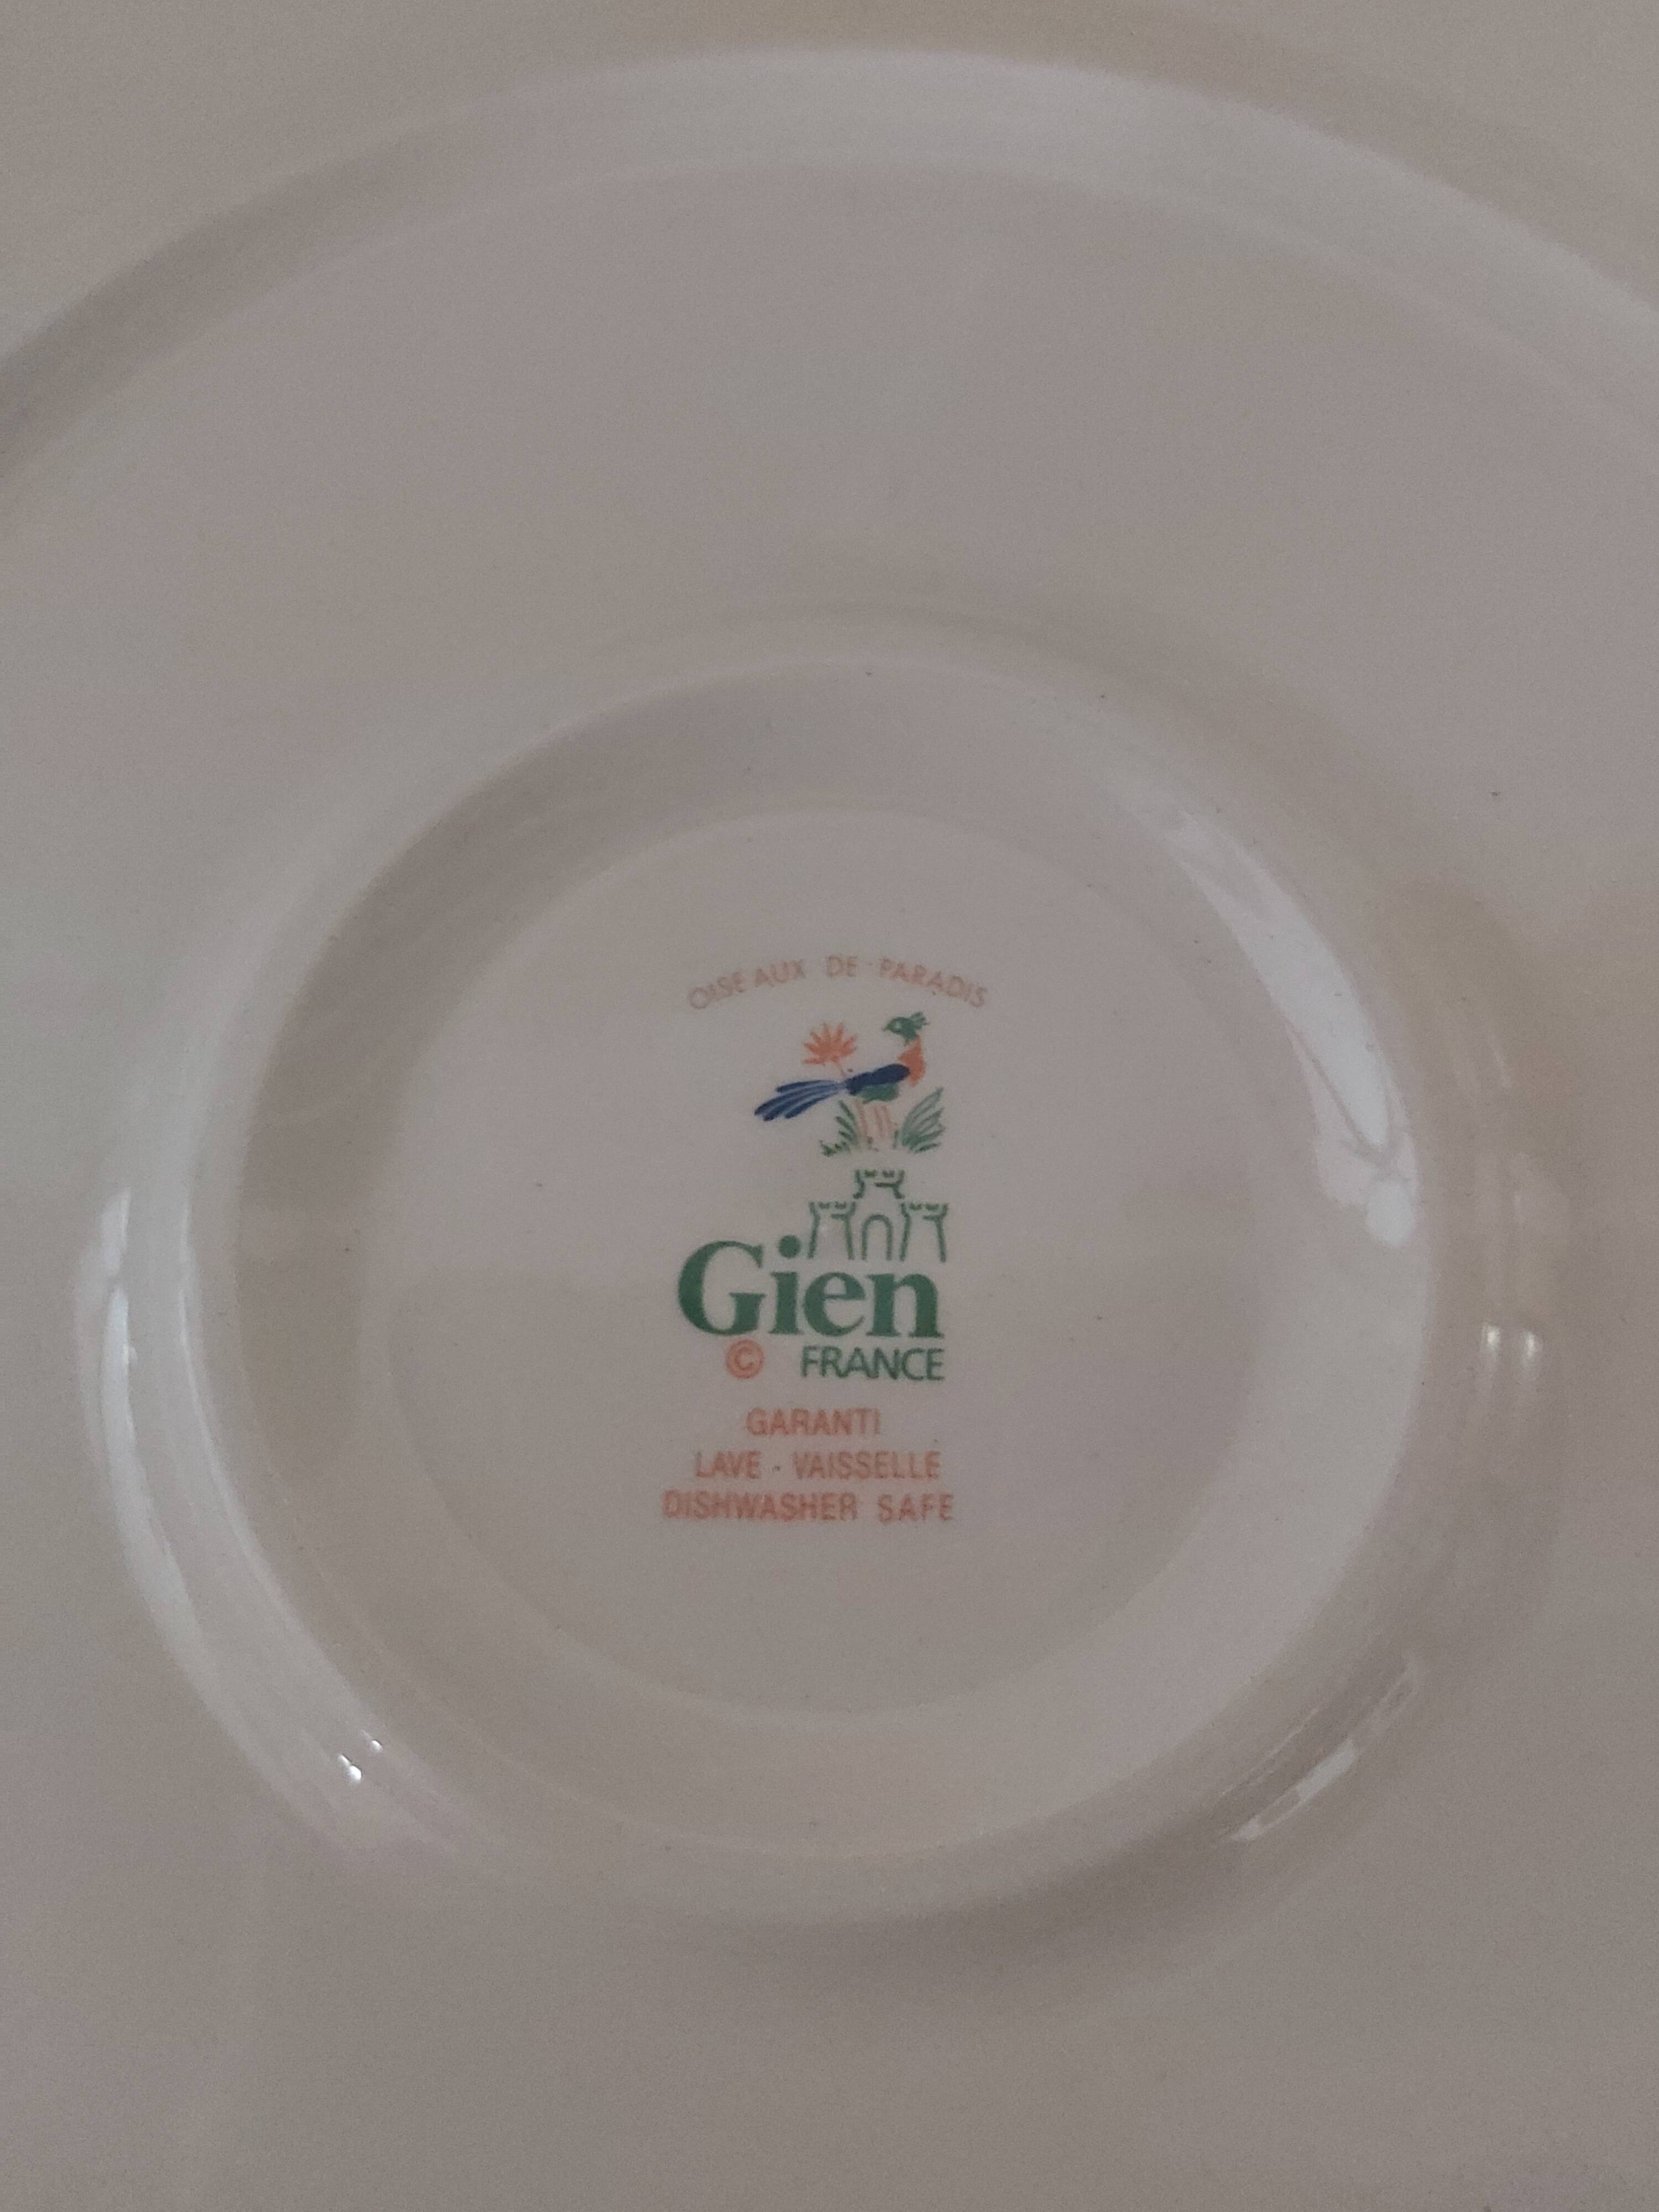 OISEAUX DE PARADIS
Gien
© FRANCE
GARANTI
LAVE - VAISSELLE
DISHWASHER SAFE